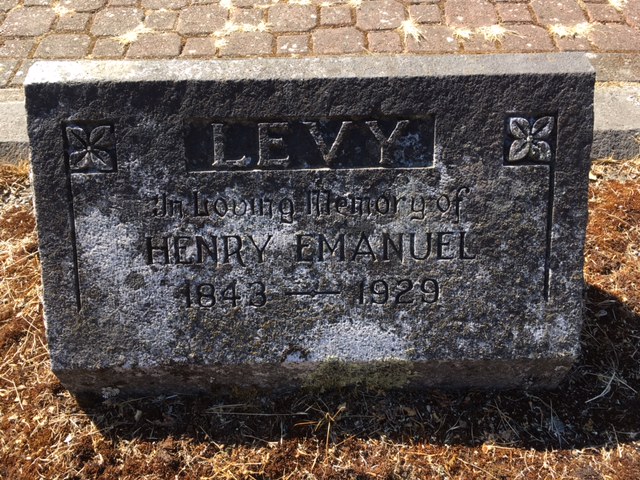 LEVY
In Loving Memory of
HENRY EMANUEL
1843 — 1929